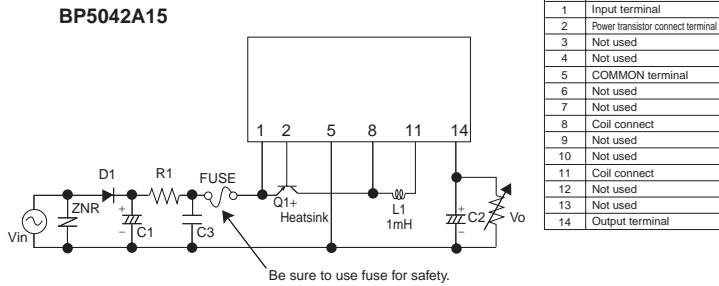 BP5042A15
1 2 5 8 11 14
D1 R1 FUSE
ZNR
+
C1
−
C3
Q1+
Heatsink
L1
1mH
+
C2
−
Vo
Vin
Be sure to use fuse for safety.
1 Input terminal
2 Power transistor connect terminal
3 Not used
4 Not used
5 COMMON terminal
6 Not used
7 Not used
8 Coil connect
9 Not used
10 Not used
11 Coil connect
12 Not used
13 Not used
14 Output terminal